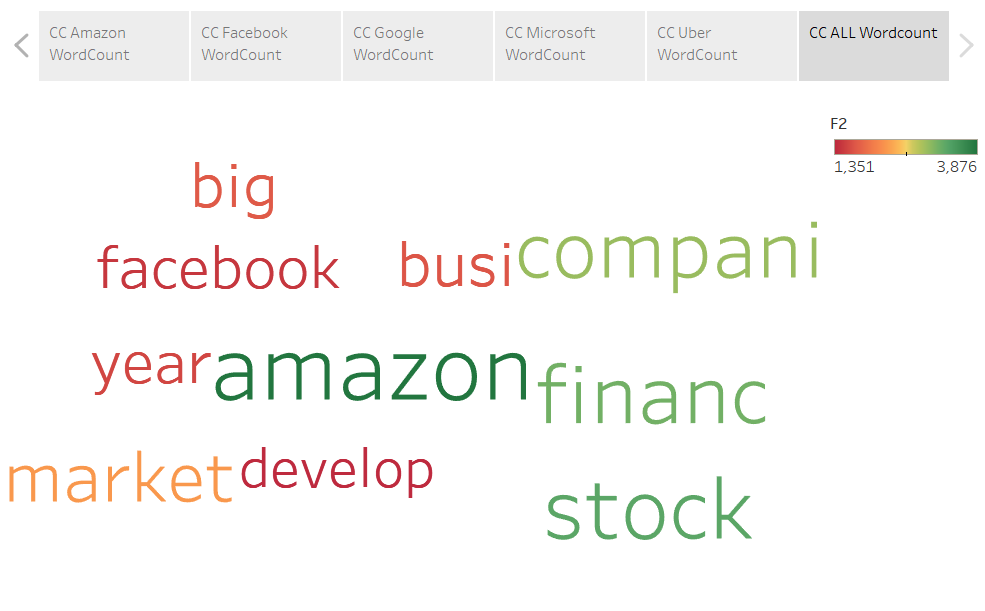 CC Amazon WordCount
CC Facebook WordCount
CC Google WordCount
CC Microsoft WordCount
CC Uber WordCount
CC ALL Wordcount
F2
1,351 3,876
big
facebook
busi
compani
year
amazon
financ
market
develop
stock